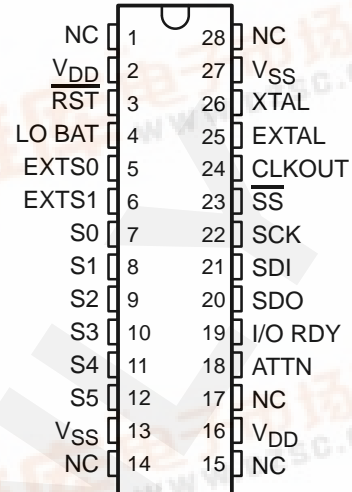 NC 1 28 NC
VDD 2 27 VSS
RST 3 26 XTAL
LO BAT 4 25 EXTAL
EXTS0 5 24 CLKOUT
EXTS1 6 23 SS
S0 7 22 SCK
S1 8 21 SDI
S2 9 20 SDO
S3 10 19 I/O RDY
S4 11 18 ATTN
S5 12 17 NC
VSS 13 16 VDD
NC 14 15 NC